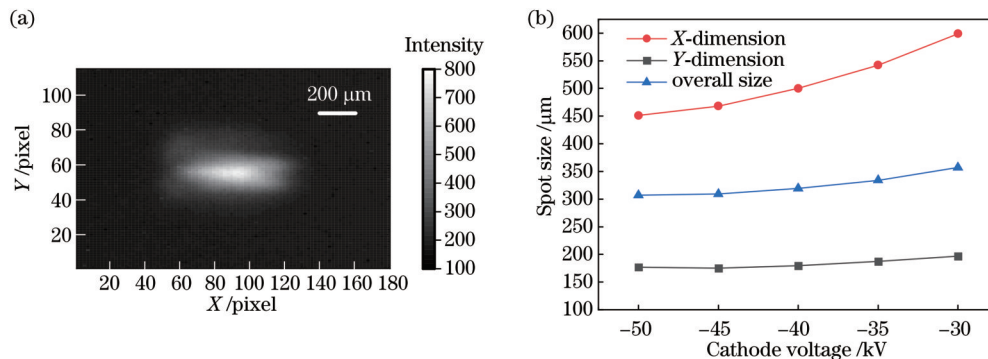 (a)
Intensity
800
700
600
500
400
300
200
100
200 μm
100
80
60
40
20
Y /pixel
20 40 60 80 100 120 140 160 180
X /pixel
(b)
600
550
500
450
400
350
300
250
200
150
100
Spot size /μm
X-dimension
Y-dimension
overall size
−50 −45 −40 −35 −30
Cathode voltage /kV